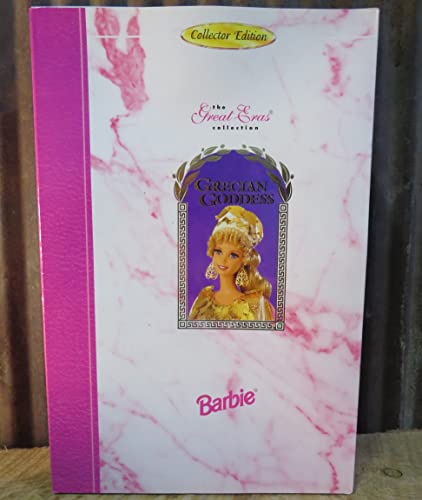 Collector Edition
the
Great Eras®
collection
GRECIAN
GODDESS
Barbie®